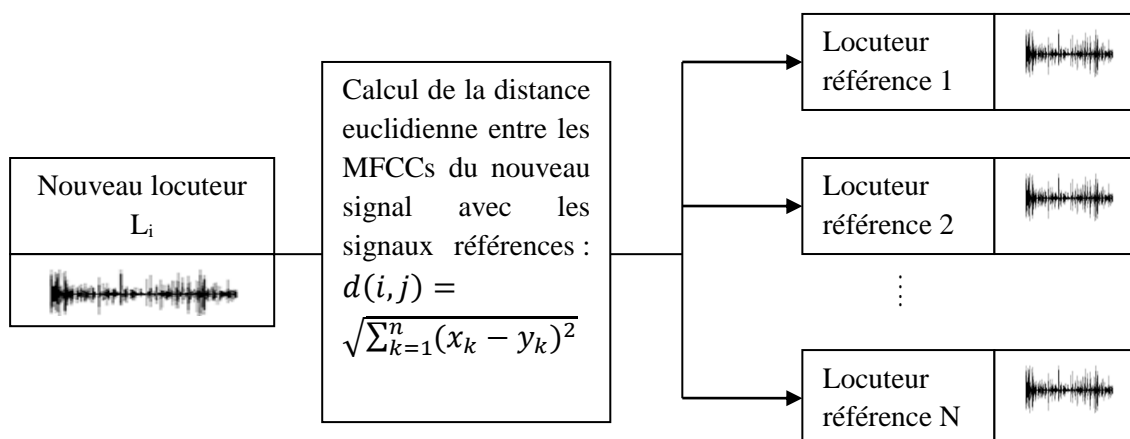 Nouveau locuteur
Lᵢ
Calcul de la distance
euclidienne entre les
MFCCs du nouveau
signal avec les
signaux références :
d(i, j) =
√∑ₖ₌₁ⁿ(xₖ − yₖ)²
Locuteur
référence 1
Locuteur
référence 2
⋮
Locuteur
référence N